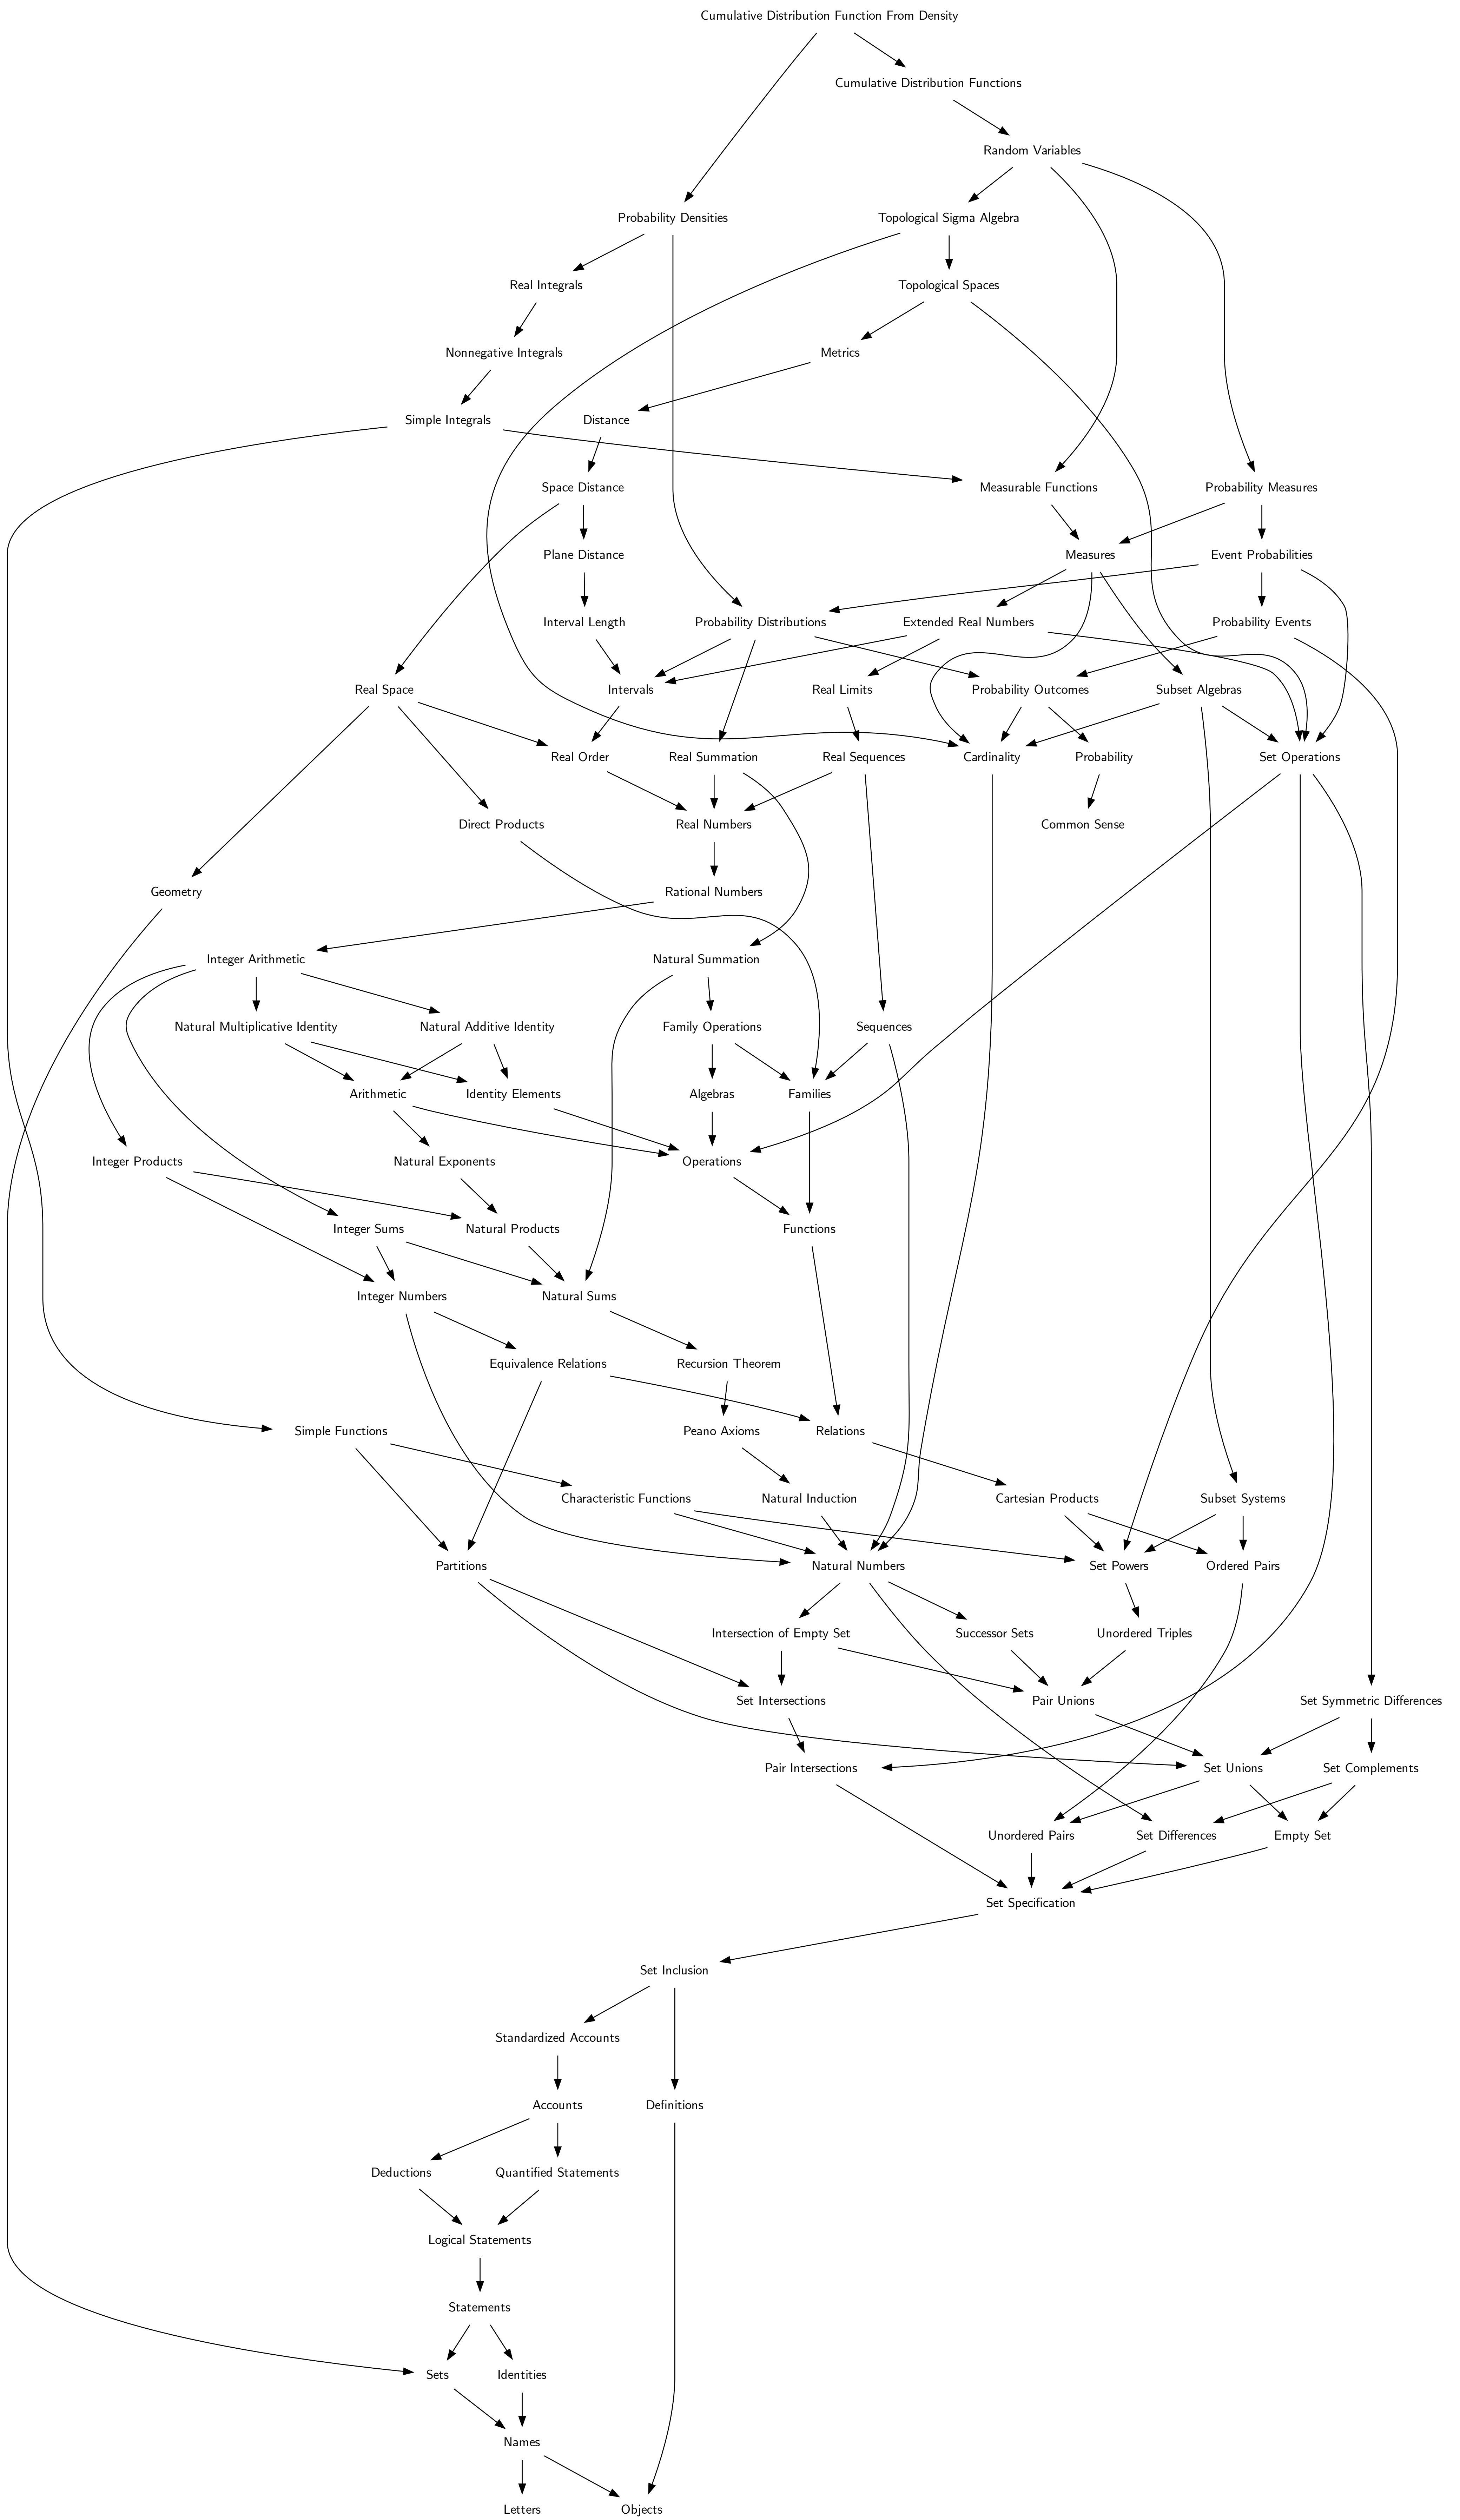 Cumulative Distribution Function From Density
Cumulative Distribution Functions
Random Variables
Probability Densities
Topological Sigma Algebra
Real Integrals
Topological Spaces
Nonnegative Integrals
Metrics
Simple Integrals
Distance
Space Distance
Measurable Functions
Probability Measures
Plane Distance
Measures
Event Probabilities
Interval Length
Probability Distributions
Extended Real Numbers
Probability Events
Real Space
Intervals
Real Limits
Probability Outcomes
Subset Algebras
Real Order
Real Summation
Real Sequences
Cardinality
Probability
Set Operations
Direct Products
Real Numbers
Common Sense
Geometry
Rational Numbers
Integer Arithmetic
Natural Summation
Natural Multiplicative Identity
Natural Additive Identity
Family Operations
Sequences
Arithmetic
Identity Elements
Algebras
Families
Integer Products
Natural Exponents
Operations
Integer Sums
Natural Products
Functions
Integer Numbers
Natural Sums
Equivalence Relations
Recursion Theorem
Simple Functions
Peano Axioms
Relations
Characteristic Functions
Natural Induction
Cartesian Products
Subset Systems
Partitions
Natural Numbers
Set Powers
Ordered Pairs
Intersection of Empty Set
Successor Sets
Unordered Triples
Set Intersections
Pair Unions
Set Symmetric Differences
Pair Intersections
Set Unions
Set Complements
Unordered Pairs
Set Differences
Empty Set
Set Specification
Set Inclusion
Standardized Accounts
Accounts
Definitions
Deductions
Quantified Statements
Logical Statements
Statements
Sets
Identities
Names
Letters
Objects